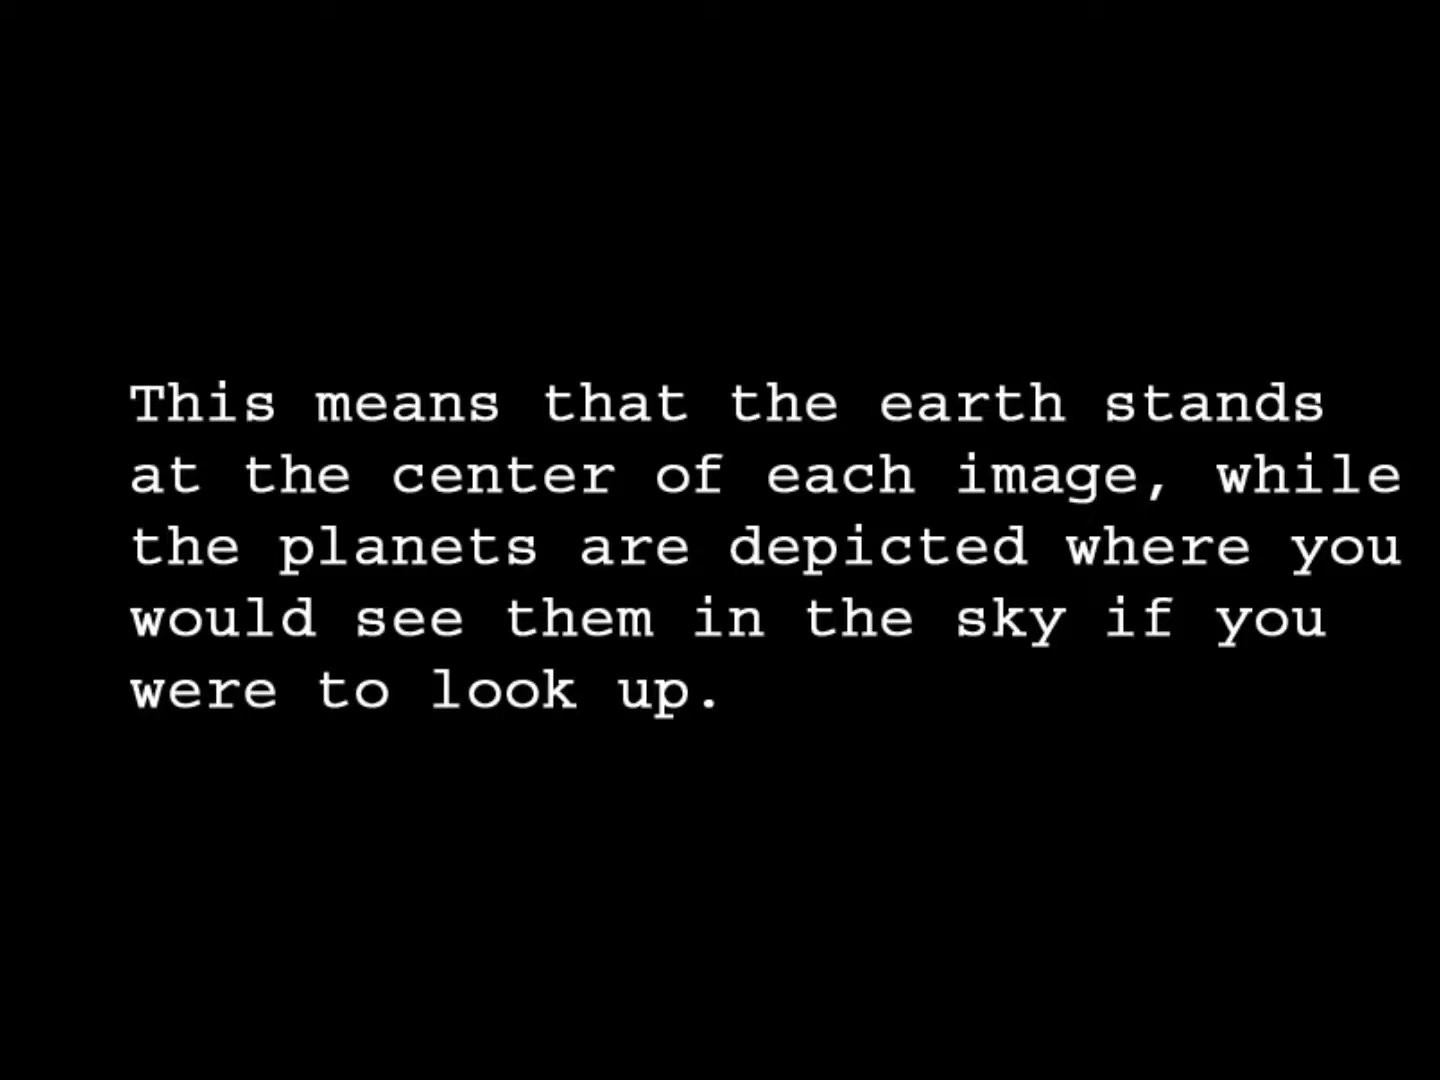 This means that the earth stands
at the center of each image, while
the planets are depicted where you
would see them in the sky if you
were to look up.